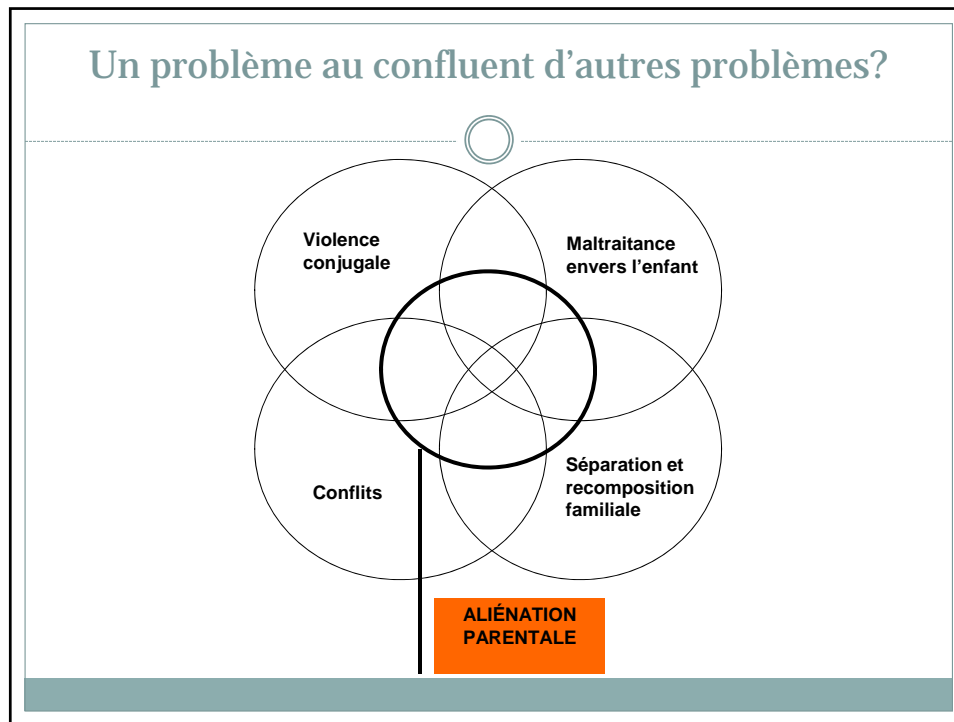 Un problème au confluent d'autres problèmes?
Violence
conjugale
Maltraitance
envers l'enfant
Conflits
Séparation et
recomposition
familiale
ALIÉNATION
PARENTALE